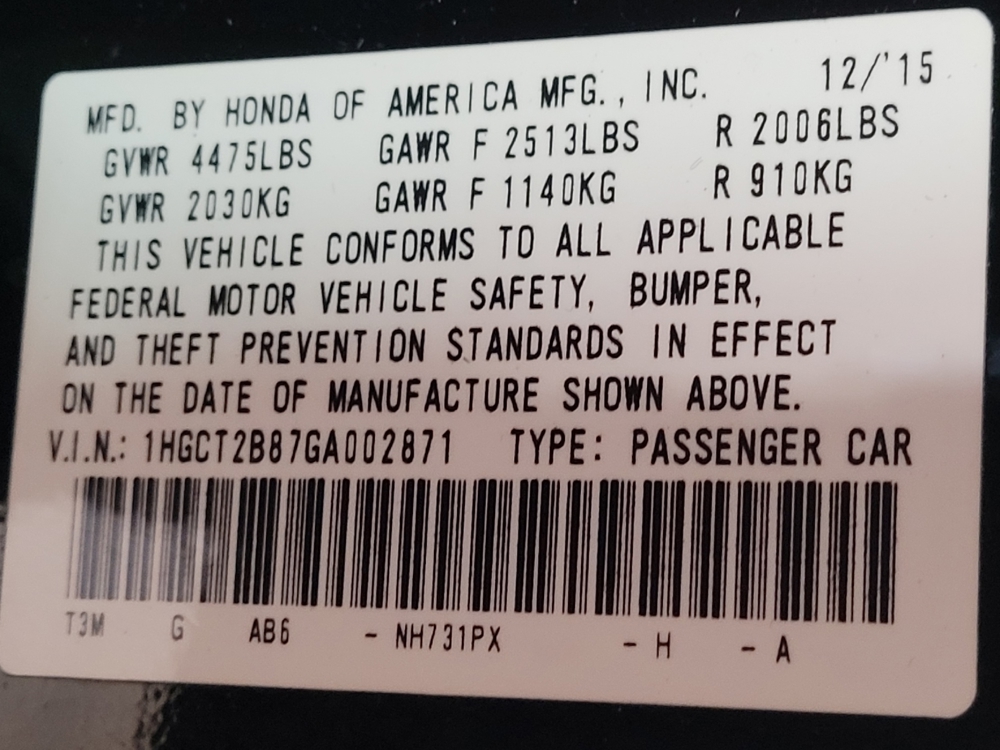 MFD. BY HONDA OF AMERICA MFG., INC. 12/'15
GVWR 4475LBS GAWR F 2513LBS R 2006LBS
GVWR 2030KG GAWR F 1140KG R 910KG
THIS VEHICLE CONFORMS TO ALL APPLICABLE
FEDERAL MOTOR VEHICLE SAFETY, BUMPER,
AND THEFT PREVENTION STANDARDS IN EFFECT
ON THE DATE OF MANUFACTURE SHOWN ABOVE.
V.I.N.: 1HGCT2B87GA002871 TYPE: PASSENGER CAR
T3M G AB6 - NH731PX - H - A